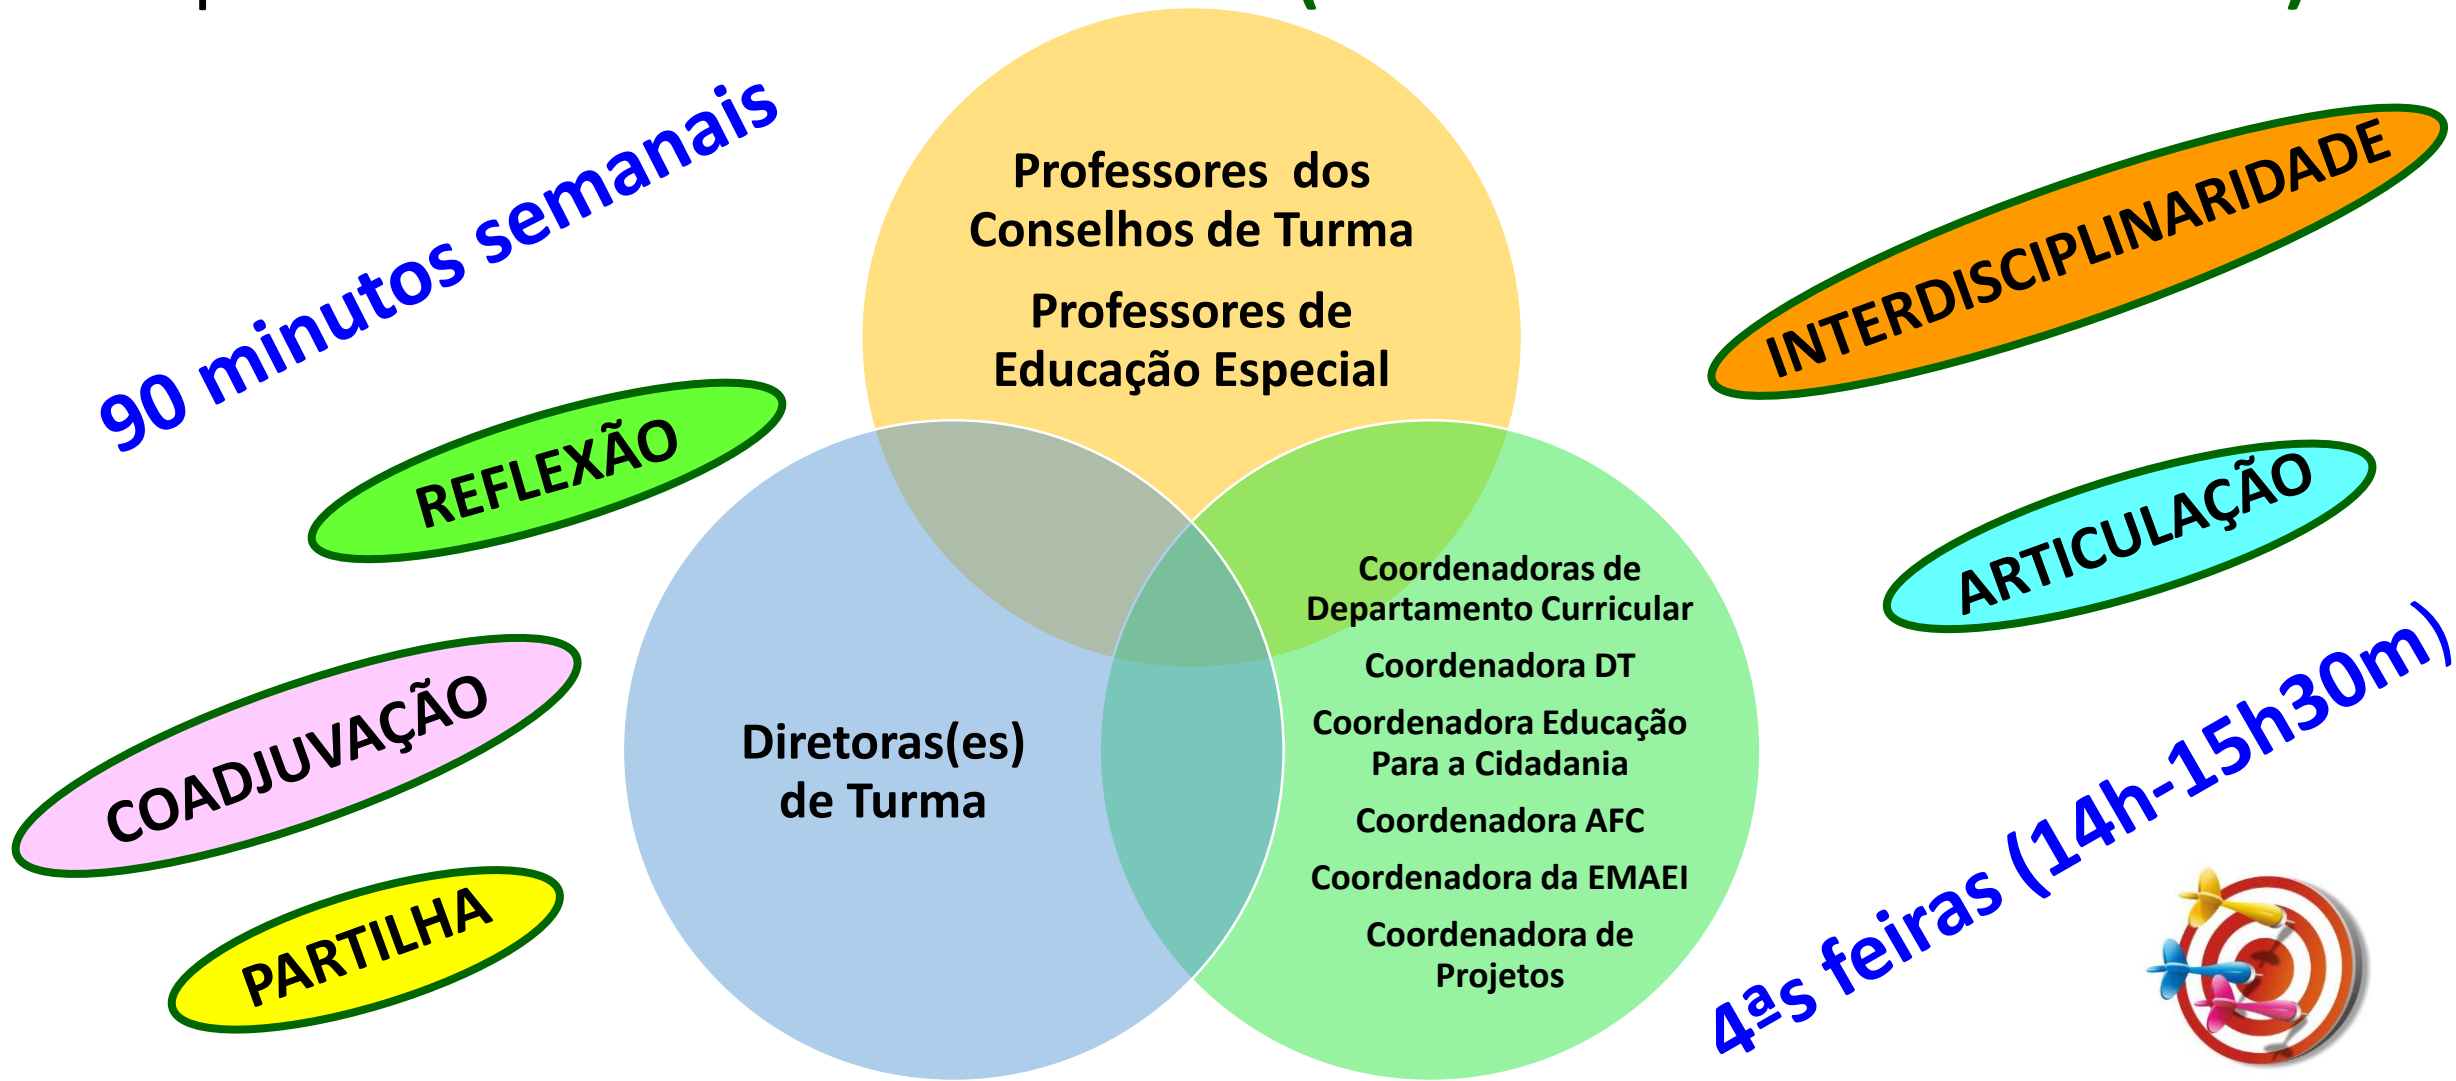 90 minutos semanais
Professores dos
Conselhos de Turma
Professores de
Educação Especial
INTERDISCIPLINARIDADE
REFLEXÃO
ARTICULAÇÃO
Coordenadoras de
Departamento Curricular
Coordenadora DT
Coordenadora Educação
Para a Cidadania
Coordenadora AFC
Coordenadora da EMAEI
Coordenadora de
Projetos
COADJUVAÇÃO
Diretoras(es)
de Turma
PARTILHA
4ªs feiras (14h-15h30m)